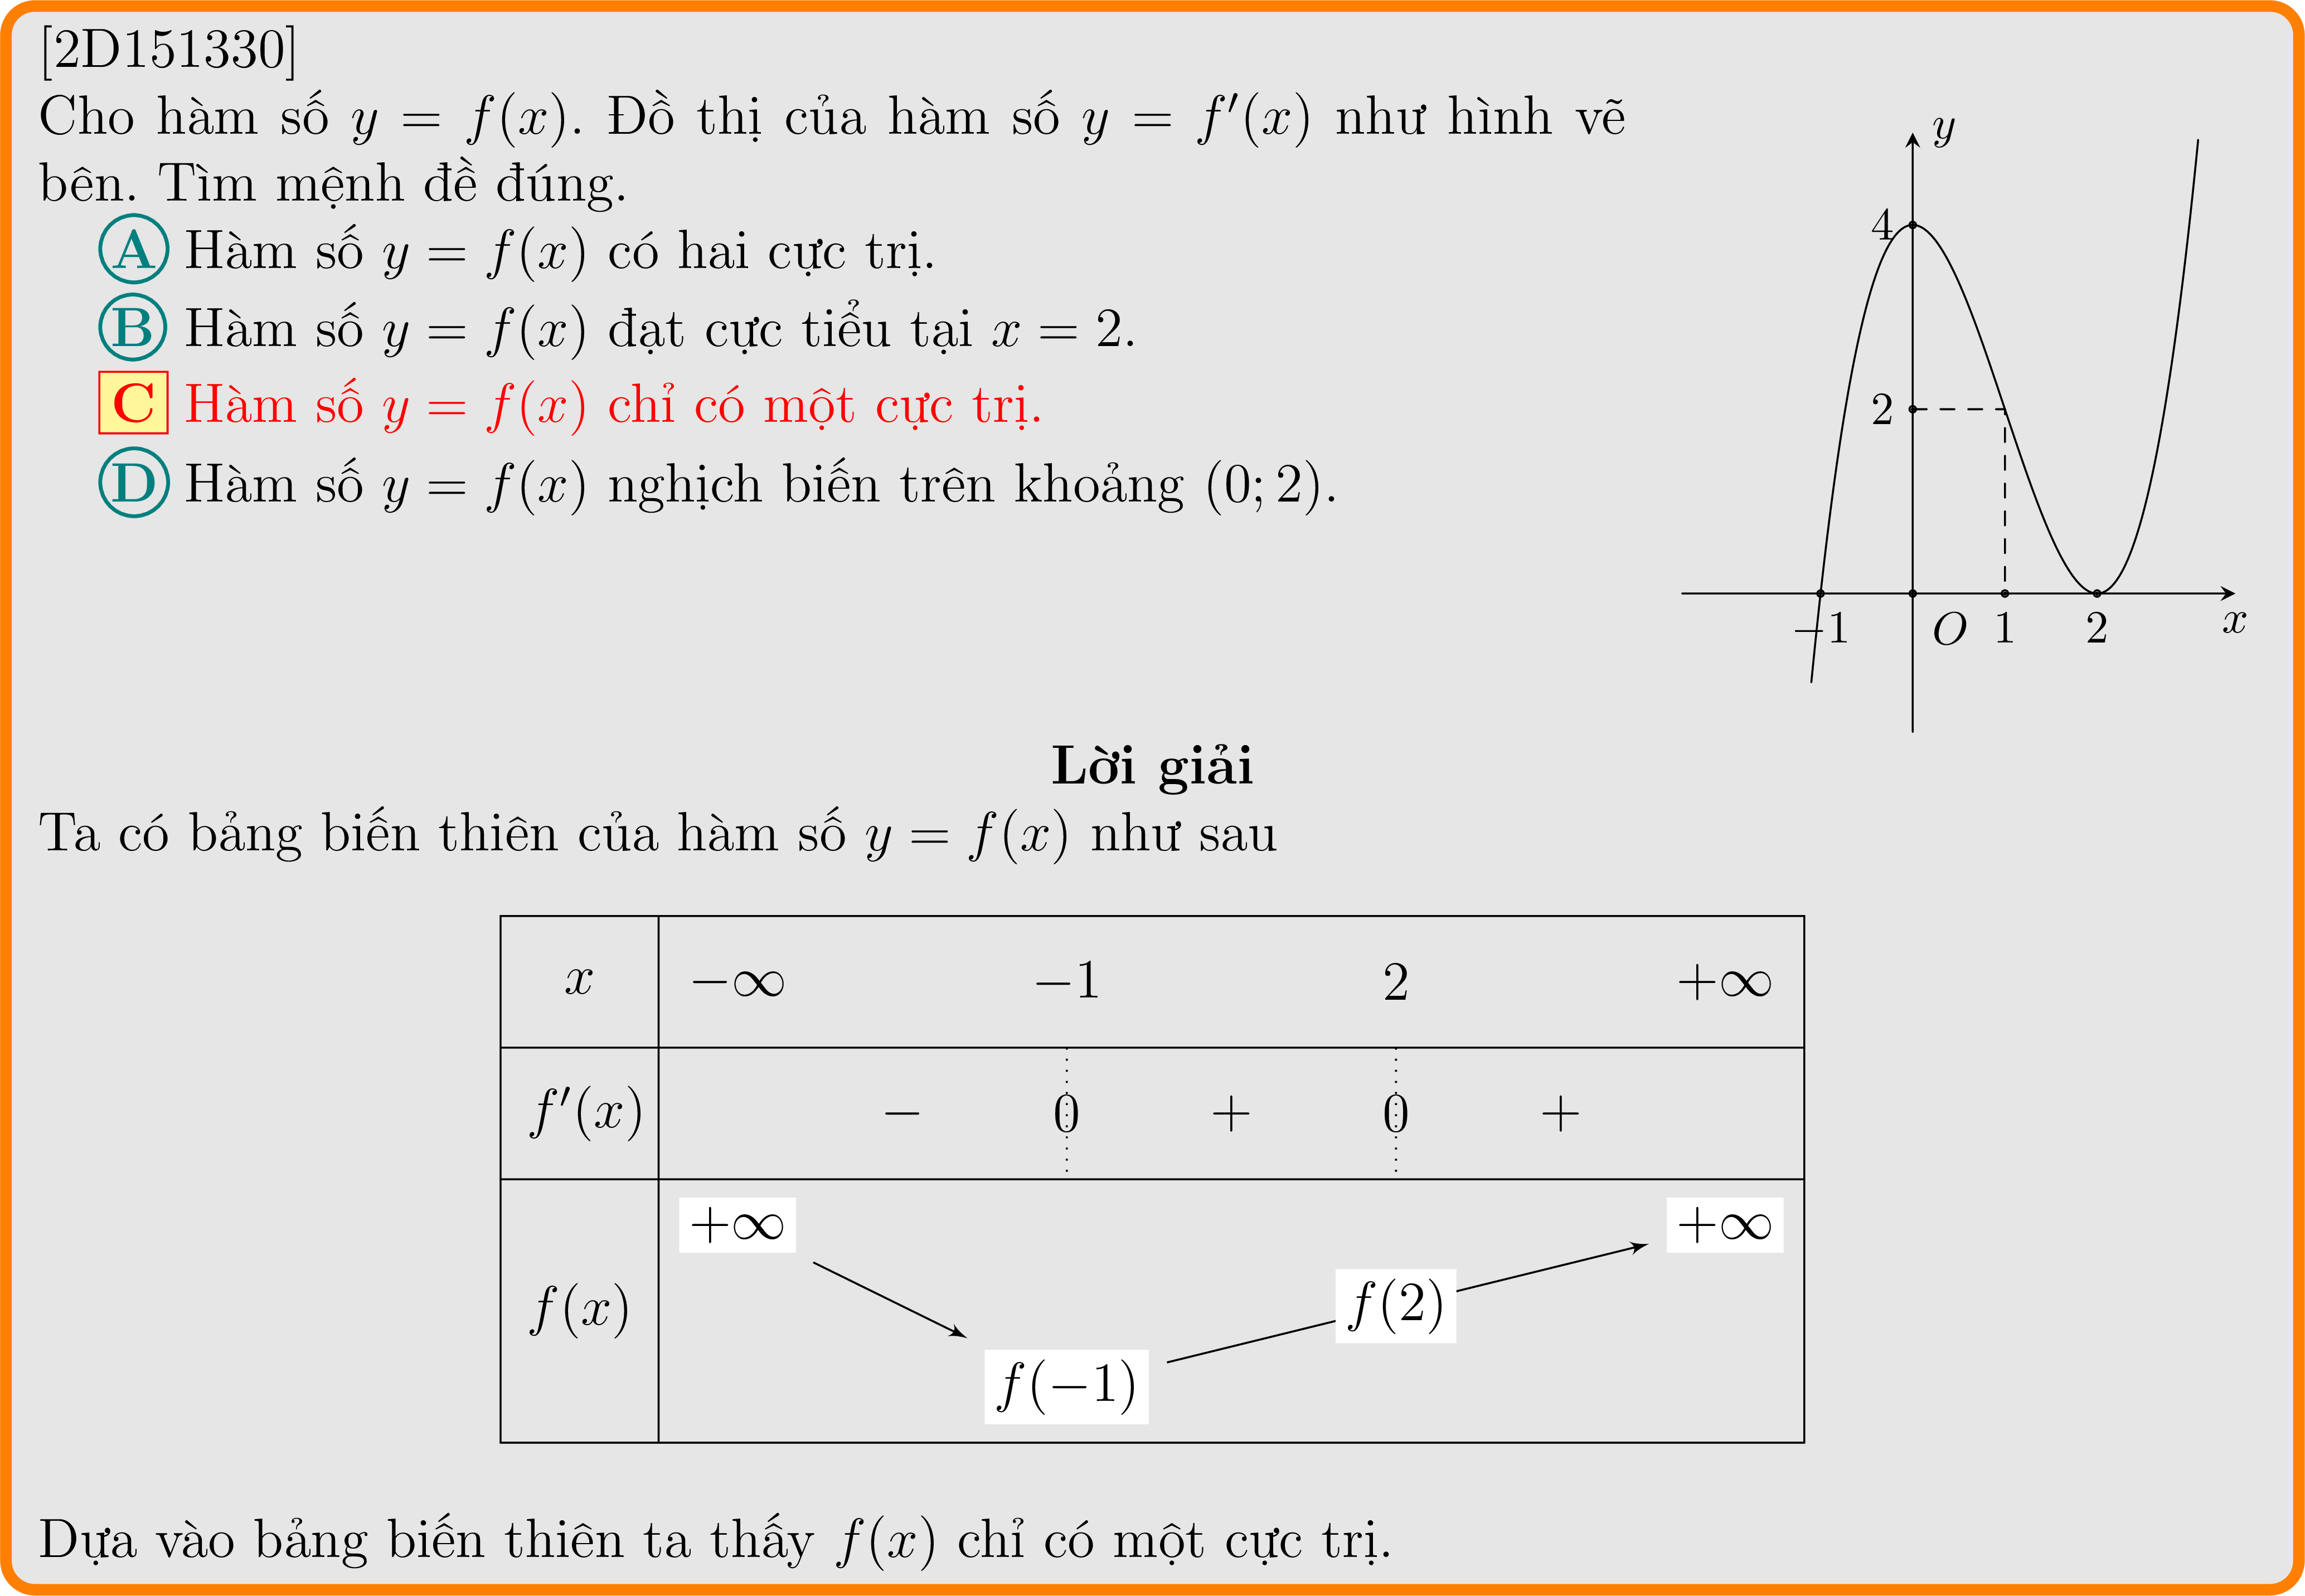 [2D151330]
Cho hàm số y = f(x). Đồ thị của hàm số y = f′(x) như hình vẽ
bên. Tìm mệnh đề đúng.
A Hàm số y = f(x) có hai cực trị.
B Hàm số y = f(x) đạt cực tiểu tại x = 2.
C Hàm số y = f(x) chỉ có một cực trị.
D Hàm số y = f(x) nghịch biến trên khoảng (0; 2).
y
4
2
−1 O 1 2 x
Lời giải
Ta có bảng biến thiên của hàm số y = f(x) như sau
x −∞ −1 2 +∞
f′(x) − 0 + 0 +
+∞ +∞
f(x) f(2)
f(−1)
Dựa vào bảng biến thiên ta thấy f(x) chỉ có một cực trị.